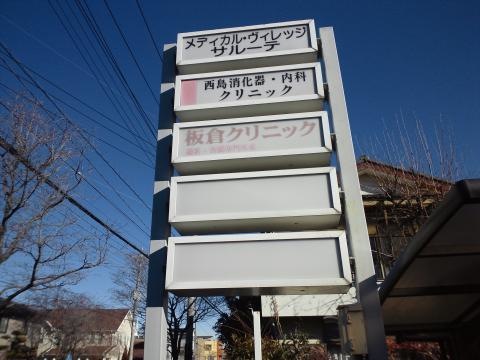 メディカル・ヴィレッジ
サルーテ
西島消化器・内科
クリニック
板倉クリニック